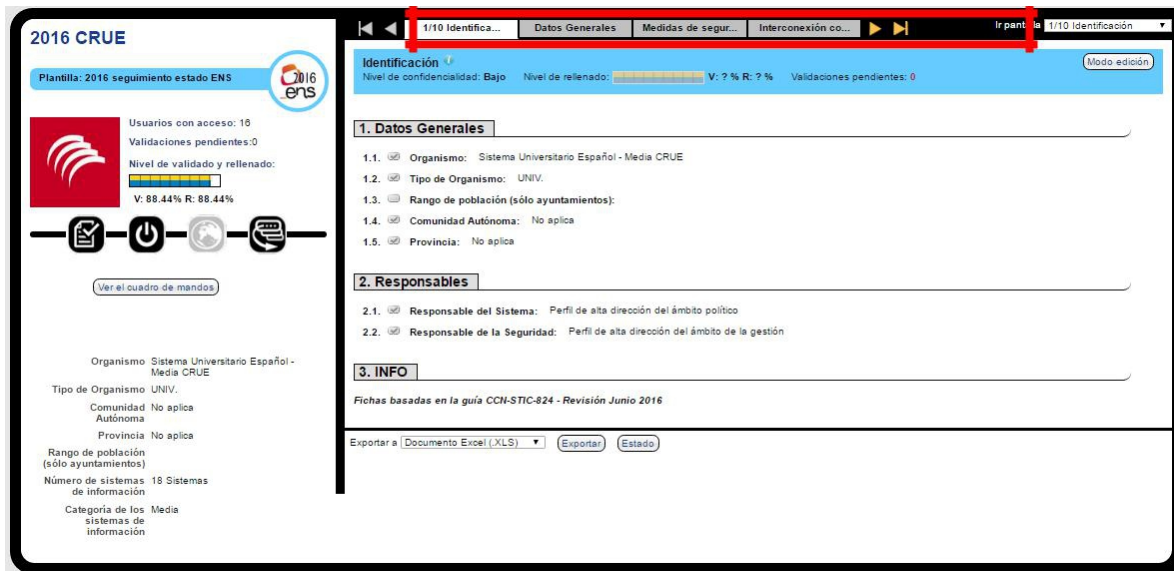 2016 CRUE
Plantilla: 2016 seguimiento estado ENS
2016
ens
Usuarios con acceso: 16
Validaciones pendientes:0
Nivel de validado y rellenado:
V: 88.44% R: 88.44%
Ver el cuadro de mandos
Organismo Sistema Universitario Español -
Media CRUE
Tipo de Organismo UNIV.
Comunidad No aplica
Autónoma
Provincia No aplica
Rango de población
(sólo ayuntamientos)
Número de sistemas 18 Sistemas
de información
Categoría de los Media
sistemas de
información
1/10 Identifica... Datos Generales Medidas de segur... Interconexión co... Ir pantalla 1/10 Identificación
Identificación
Modo edición
Nivel de confidencialidad: Bajo Nivel de rellenado: V: ? % R: ? % Validaciones pendientes: 0
1. Datos Generales
1.1. Organismo: Sistema Universitario Español - Media CRUE
1.2. Tipo de Organismo: UNIV.
1.3. Rango de población (sólo ayuntamientos):
1.4. Comunidad Autónoma: No aplica
1.5. Provincia: No aplica
2. Responsables
2.1. Responsable del Sistema: Perfil de alta dirección del ámbito político
2.2. Responsable de la Seguridad: Perfil de alta dirección del ámbito de la gestión
3. INFO
Fichas basadas en la guía CCN-STIC-824 - Revisión Junio 2016
Exportar a Documento Excel (.XLS) Exportar Estado